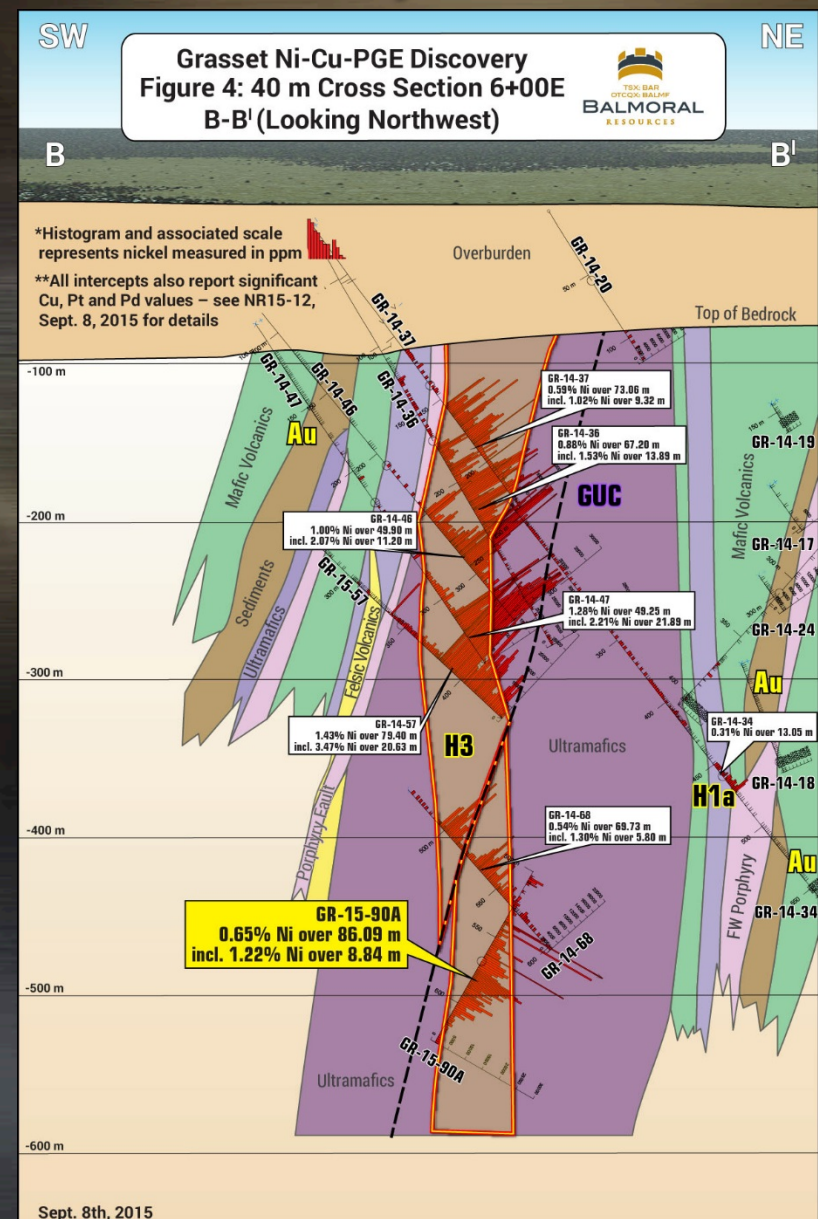 SW
NE
Grasset Ni-Cu-PGE Discovery
Figure 4: 40 m Cross Section 6+00E
B-B' (Looking Northwest)
TSX: BAR
OTCQX: BALMF
BALMORAL
RESOURCES
B
B'
*Histogram and associated scale
represents nickel measured in ppm
**All intercepts also report significant
Cu, Pt and Pd values – see NR15-12,
Sept. 8, 2015 for details
Overburden
GR-14-20
50 m
Top of Bedrock
GR-14-37
GR-14-36
GR-14-46
GR-14-47
-100 m
GR-14-37
0.59% Ni over 73.06 m
incl. 1.02% Ni over 9.32 m
GR-14-36
0.88% Ni over 67.20 m
incl. 1.53% Ni over 13.89 m
Au
Mafic Volcanics
GR-14-19
GUC
Mafic Volcanics
-200 m
GR-14-46
1.00% Ni over 49.90 m
incl. 2.07% Ni over 11.20 m
GR-14-17
GR-15-57
Sediments
Ultramafics
Felsic Volcanics
GR-14-47
1.28% Ni over 49.25 m
incl. 2.21% Ni over 21.89 m
GR-14-24
-300 m
Au
GR-14-57
1.43% Ni over 79.40 m
incl. 3.47% Ni over 20.63 m
H3
Ultramafics
GR-14-34
0.31% Ni over 13.05 m
H1a
GR-14-18
Porphyry Fault
-400 m
GR-14-68
0.54% Ni over 69.73 m
incl. 1.30% Ni over 5.80 m
Au
FW Porphyry
GR-14-34
GR-15-90A
0.65% Ni over 86.09 m
incl. 1.22% Ni over 8.84 m
GR-14-68
-500 m
GR-15-90A
Ultramafics
-600 m
Sept. 8th, 2015